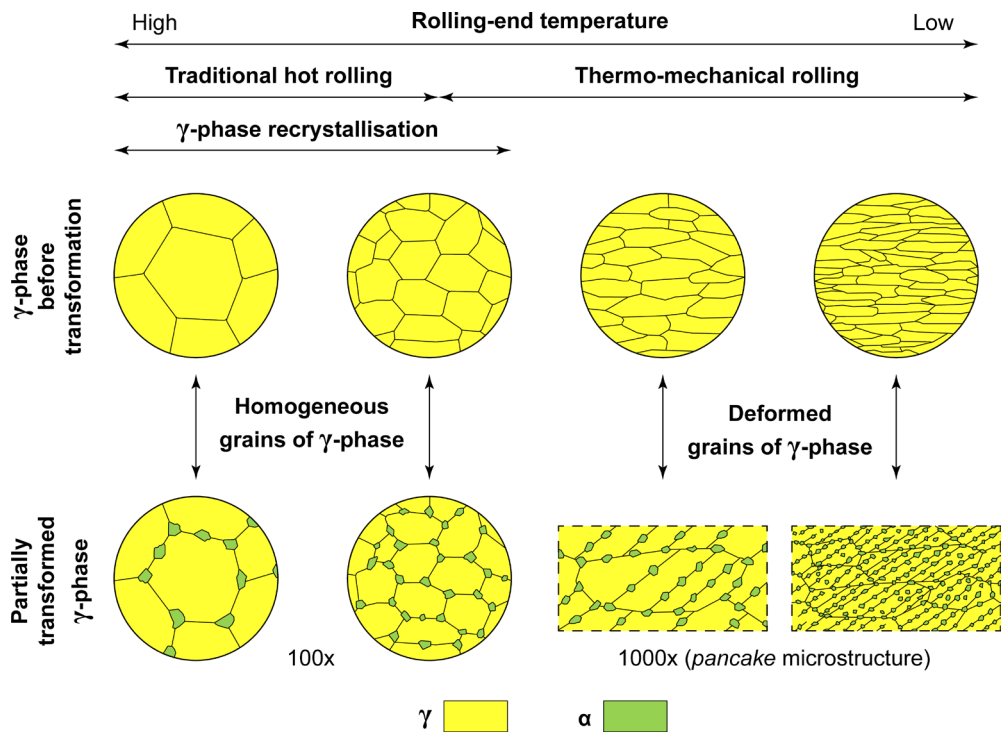 Rolling-end temperature
High
Low
Traditional hot rolling
Thermo-mechanical rolling
γ-phase recrystallisation
γ-phase
before
transformation
Homogeneous
grains of γ-phase
Deformed
grains of γ-phase
Partially
transformed
γ-phase
100x
1000x (pancake microstructure)
γ
α